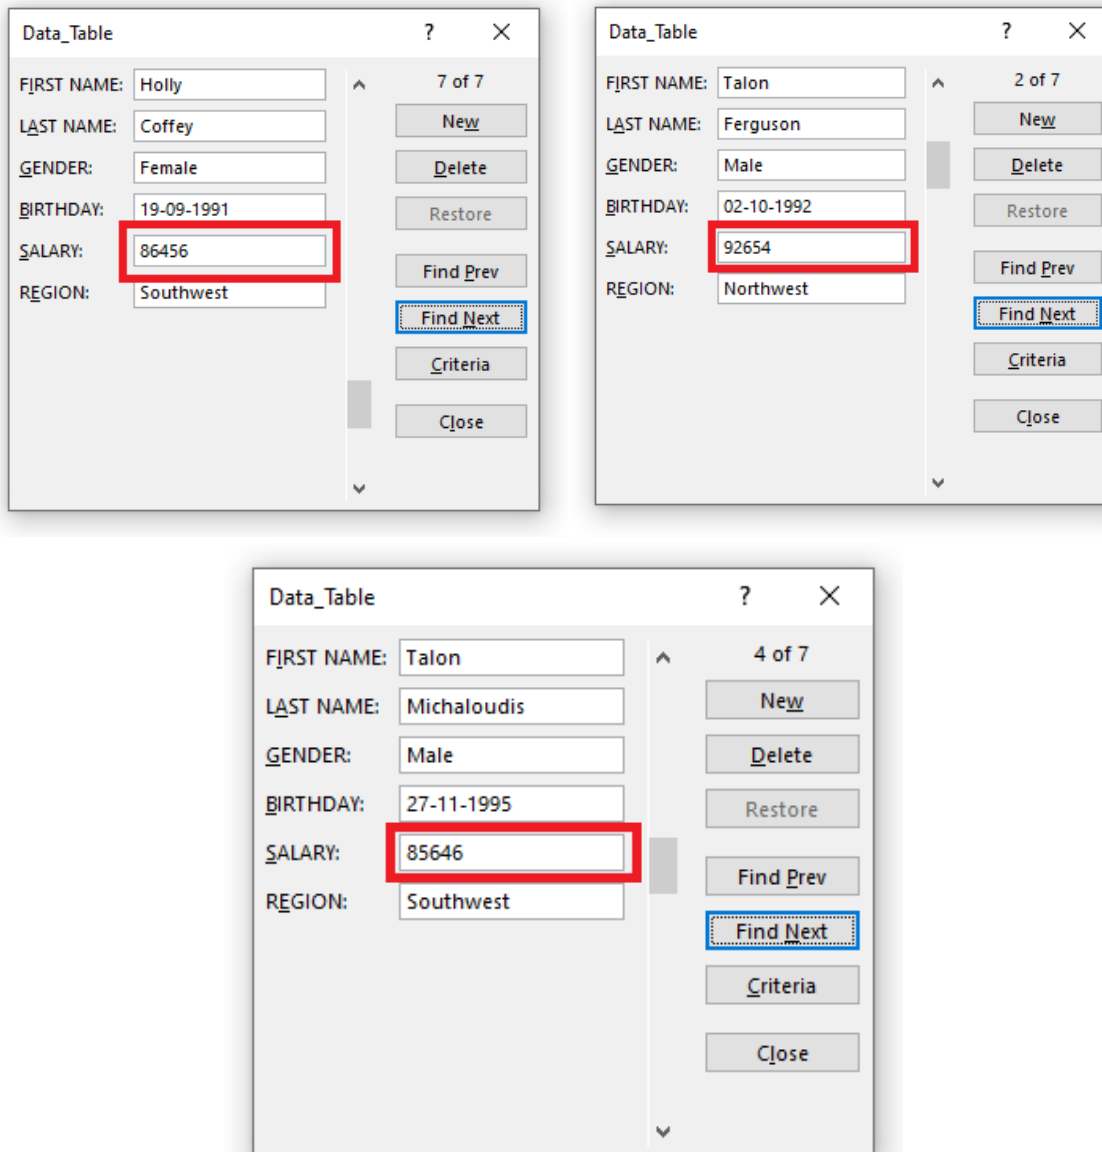 Data_Table ? ×
FIRST NAME: Holly 7 of 7
New
LAST NAME: Coffey
GENDER: Female Delete
BIRTHDAY: 19-09-1991 Restore
SALARY: 86456
Find Prev
REGION: Southwest
Find Next
Criteria
Close
Data_Table ? ×
FIRST NAME: Talon 2 of 7
New
LAST NAME: Ferguson
GENDER: Male Delete
BIRTHDAY: 02-10-1992 Restore
SALARY: 92654
Find Prev
REGION: Northwest
Find Next
Criteria
Close
Data_Table ? ×
FIRST NAME: Talon 4 of 7
LAST NAME: Michaloudis New
GENDER: Male Delete
BIRTHDAY: 27-11-1995 Restore
SALARY: 85646
Find Prev
REGION: Southwest
Find Next
Criteria
Close